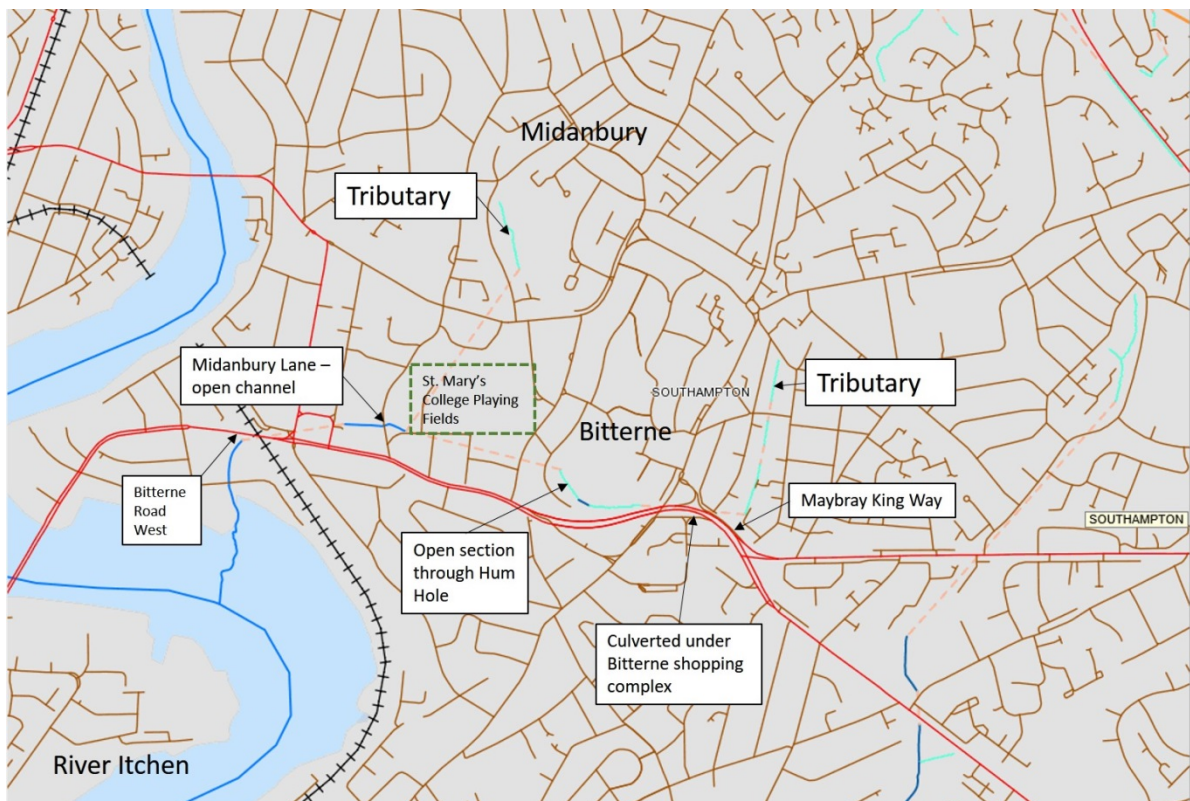 Midanbury
Tributary
Midanbury Lane –
open channel
St. Mary's
College Playing
Fields
SOUTHAMPTON
Tributary
Bitterne
Bitterne
Road
West
Maybray King Way
SOUTHAMPTON
Open section
through Hum
Hole
Culverted under
Bitterne shopping
complex
River Itchen